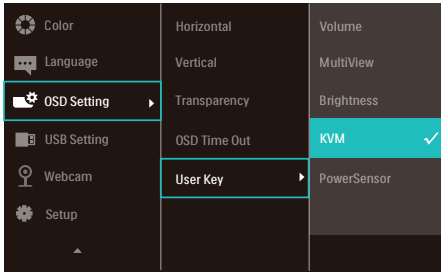 Color
Language
OSD Setting
USB Setting
Webcam
Setup
Horizontal
Vertical
Transparency
OSD Time Out
User Key
Volume
MultiView
Brightness
KVM
PowerSensor